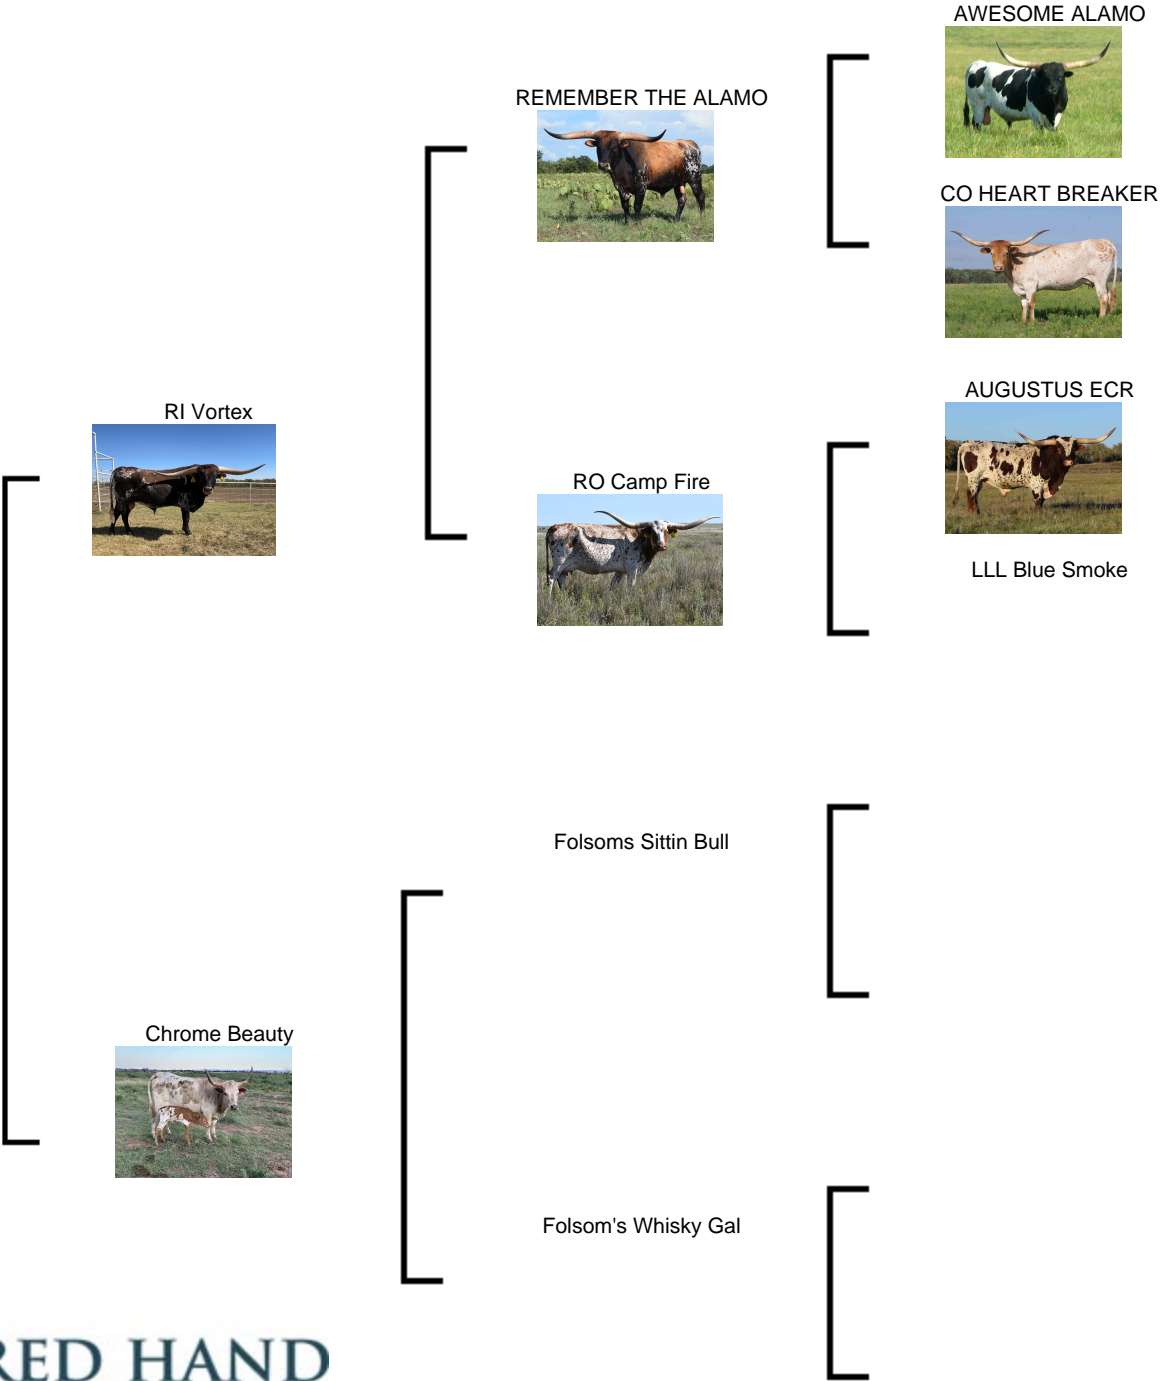 AWESOME ALAMO
REMEMBER THE ALAMO
CO HEART BREAKER
AUGUSTUS ECR
RI Vortex
RO Camp Fire
LLL Blue Smoke
Folsoms Sittin Bull
Chrome Beauty
Folsom's Whisky Gal
RED HAND